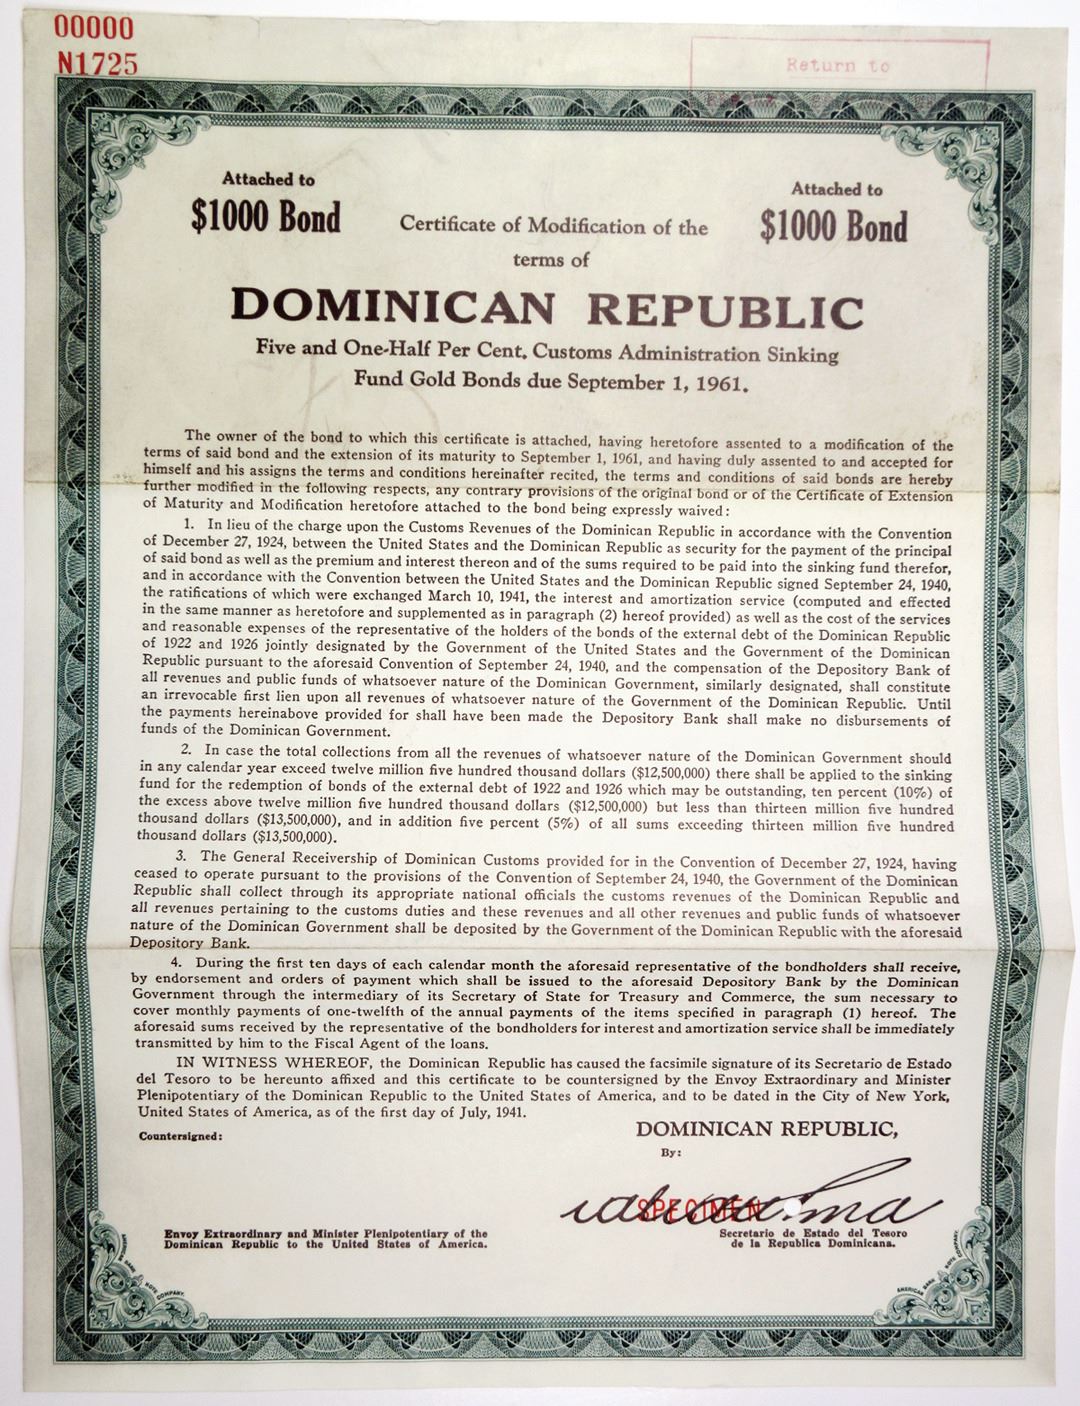 00000
N1725
Return to
Attached to
$1000 Bond
Attached to
$1000 Bond
Certificate of Modification of the
terms of
DOMINICAN REPUBLIC
Five and One-Half Per Cent. Customs Administration Sinking
Fund Gold Bonds due September 1, 1961.
The owner of the bond to which this certificate is attached, having heretofore assented to a modification of the
terms of said bond and the extension of its maturity to September 1, 1961, and having duly assented to and accepted for
himself and his assigns the terms and conditions hereinafter recited, the terms and conditions of said bonds are hereby
further modified in the following respects, any contrary provisions of the original bond or of the Certificate of Extension
of Maturity and Modification heretofore attached to the bond being expressly waived:
1. In lieu of the charge upon the Customs Revenues of the Dominican Republic in accordance with the Convention
of December 27, 1924, between the United States and the Dominican Republic as security for the payment of the principal
of said bond as well as the premium and interest thereon and of the sums required to be paid into the sinking fund therefor,
and in accordance with the Convention between the United States and the Dominican Republic signed September 24, 1940,
the ratifications of which were exchanged March 10, 1941, the interest and amortization service (computed and effected
in the same manner as heretofore and supplemented as in paragraph (2) hereof provided) as well as the cost of the services
and reasonable expenses of the representative of the holders of the bonds of the external debt of the Dominican Republic
of 1922 and 1926 jointly designated by the Government of the United States and the Government of the Dominican
Republic pursuant to the aforesaid Convention of September 24, 1940, and the compensation of the Depository Bank of
all revenues and public funds of whatsoever nature of the Dominican Government, similarly designated, shall constitute
an irrevocable first lien upon all revenues of whatsoever nature of the Government of the Dominican Republic. Until
the payments hereinabove provided for shall have been made the Depository Bank shall make no disbursements of
funds of the Dominican Government.
2. In case the total collections from all the revenues of whatsoever nature of the Dominican Government should
in any calendar year exceed twelve million five hundred thousand dollars ($12,500,000) there shall be applied to the sinking
fund for the redemption of bonds of the external debt of 1922 and 1926 which may be outstanding, ten percent (10%) of
the excess above twelve million five hundred thousand dollars ($12,500,000) but less than thirteen million five hundred
thousand dollars ($13,500,000), and in addition five percent (5%) of all sums exceeding thirteen million five hundred
thousand dollars ($13,500,000).
3. The General Receivership of Dominican Customs provided for in the Convention of December 27, 1924, having
ceased to operate pursuant to the provisions of the Convention of September 24, 1940, the Government of the Dominican
Republic shall collect through its appropriate national officials the customs revenues of the Dominican Republic and
all revenues pertaining to the customs duties and these revenues and all other revenues and public funds of whatsoever
nature of the Dominican Government shall be deposited by the Government of the Dominican Republic with the aforesaid
Depository Bank.
4. During the first ten days of each calendar month the aforesaid representative of the bondholders shall receive,
by endorsement and orders of payment which shall be issued to the aforesaid Depository Bank by the Dominican
Government through the intermediary of its Secretary of State for Treasury and Commerce, the sum necessary to
cover monthly payments of one-twelfth of the annual payments of the items specified in paragraph (1) hereof. The
aforesaid sums received by the representative of the bondholders for interest and amortization service shall be immediately
transmitted by him to the Fiscal Agent of the loans.
IN WITNESS WHEREOF, the Dominican Republic has caused the facsimile signature of its Secretario de Estado
del Tesoro to be hereunto affixed and this certificate to be countersigned by the Envoy Extraordinary and Minister
Plenipotentiary of the Dominican Republic to the United States of America, and to be dated in the City of New York,
United States of America, as of the first day of July, 1941.
Countersigned:
DOMINICAN REPUBLIC,
By:
SPECIMEN
Envoy Extraordinary and Minister Plenipotentiary of the
Dominican Republic to the United States of America.
Secretario de Estado del Tesoro
de la Republica Dominicana.
AMERICAN BANK NOTE COMPANY.
AMERICAN BANK NOTE COMPANY.